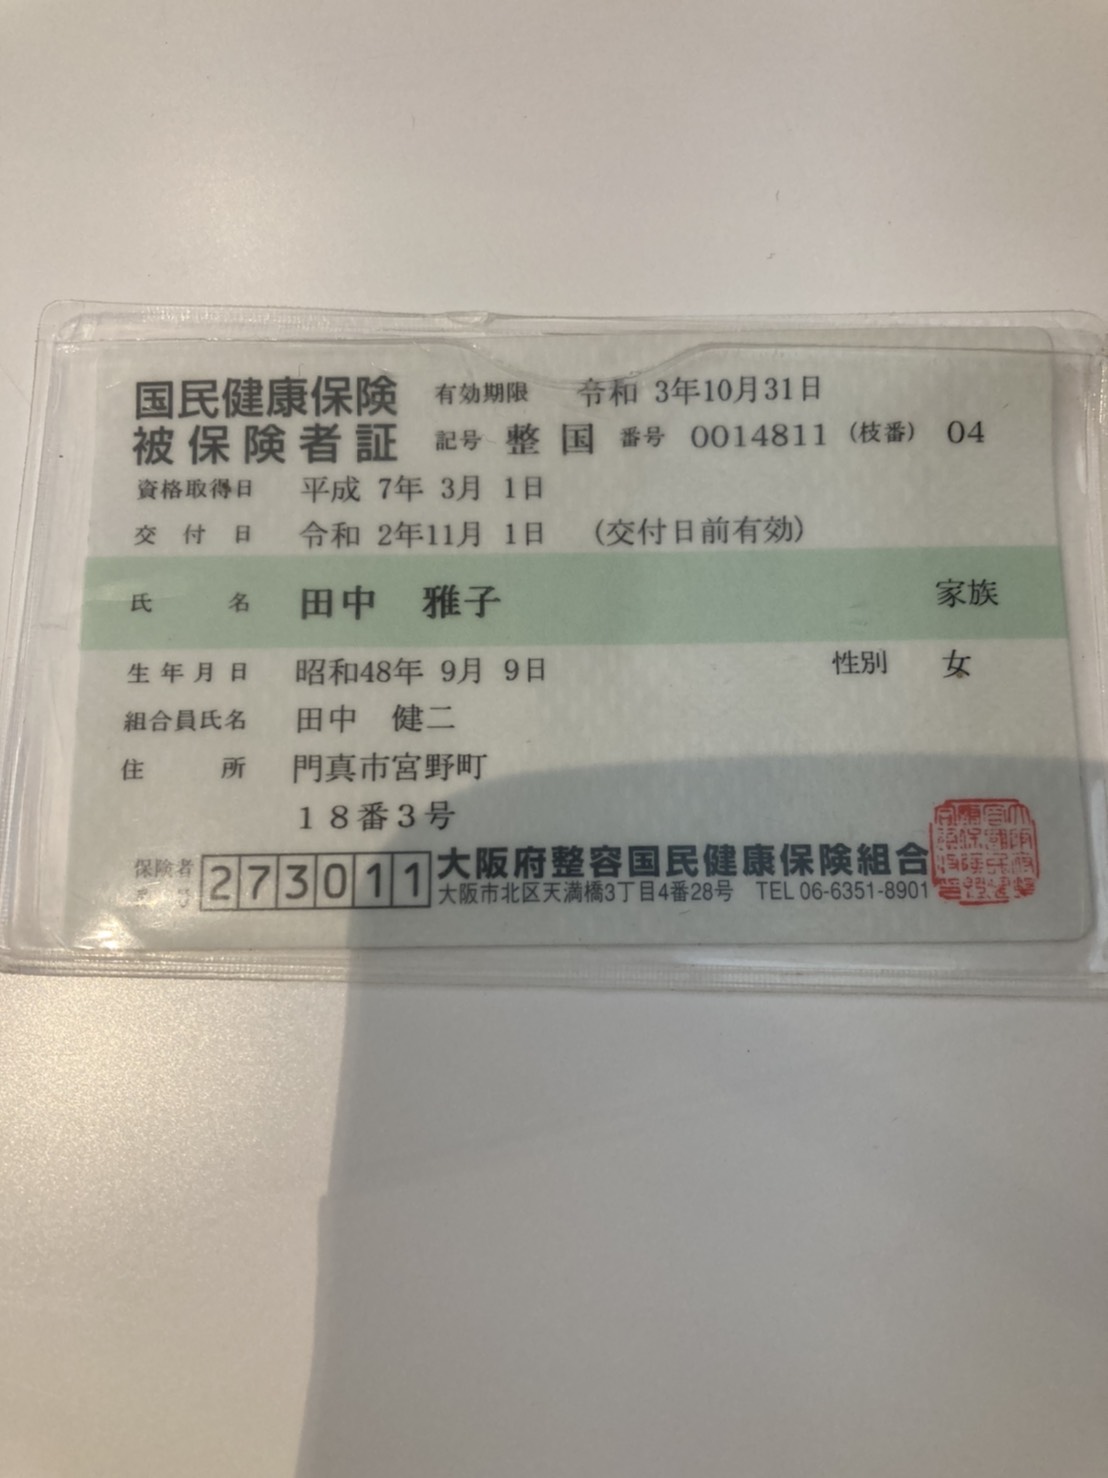 国民健康保険 有効期限 令和 3年10月31日
被保険者証 記号 整国 番号 0014811 (枝番) 04
資格取得日 平成 7年 3月 1日
交付日 令和 2年11月 1日 (交付日前有効)
氏名 田中 雅子 家族
生年月日 昭和48年 9月 9日 性別 女
組合員氏名 田中 健二
住所 門真市宮野町
18番3号
保険者 273011 大阪府整容国民健康保険組合
号 大阪市北区天満橋3丁目4番28号 TEL 06-6351-8901